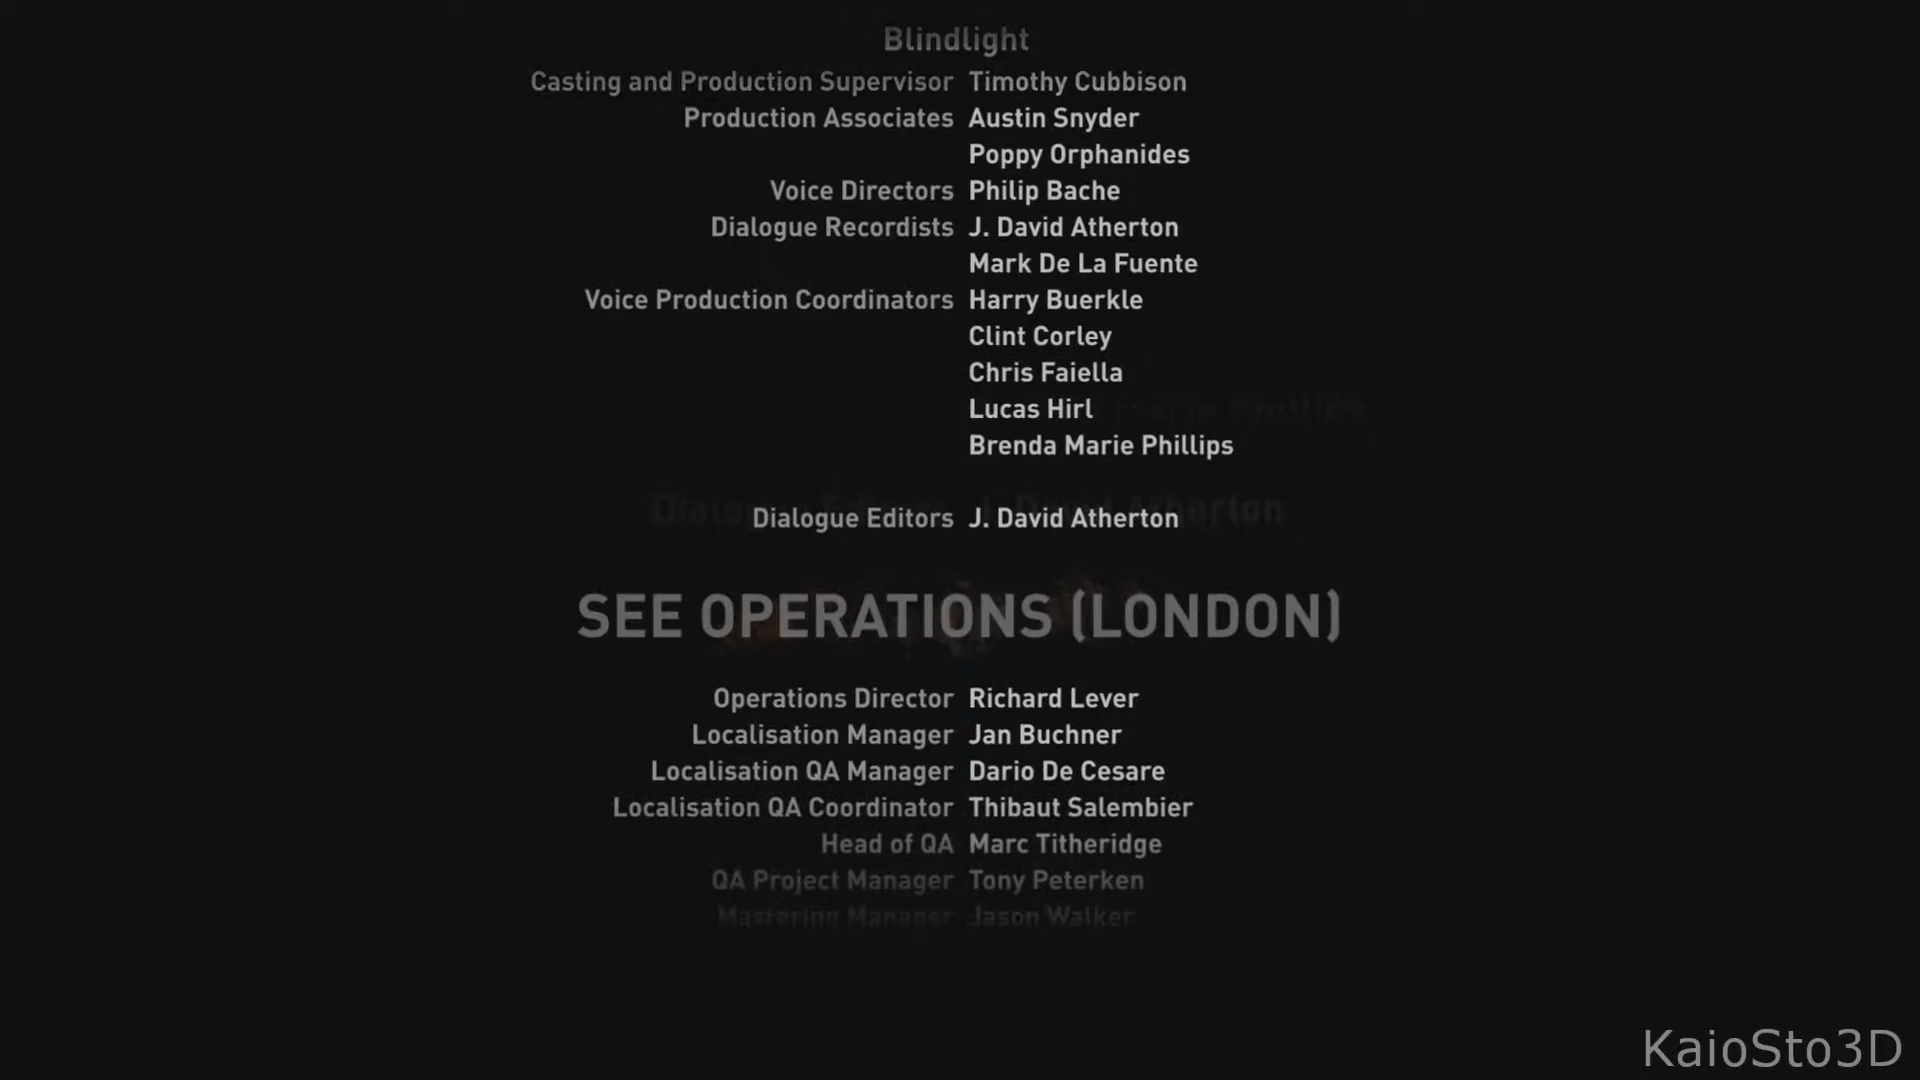 Blindlight
Casting and Production Supervisor Timothy Cubbison
Production Associates Austin Snyder
Poppy Orphanides
Voice Directors Philip Bache
Dialogue Recordists J. David Atherton
Mark De La Fuente
Voice Production Coordinators Harry Buerkle
Clint Corley
Chris Faiella
Lucas Hirl
Brenda Marie Phillips
Dialogue Editors J. David Atherton
SEE OPERATIONS (LONDON)
Operations Director Richard Lever
Localisation Manager Jan Buchner
Localisation QA Manager Dario De Cesare
Localisation QA Coordinator Thibaut Salembier
Head of QA Marc Titheridge
QA Project Manager Tony Peterken
Mastering Manager Jason Walker
KaioSto3D